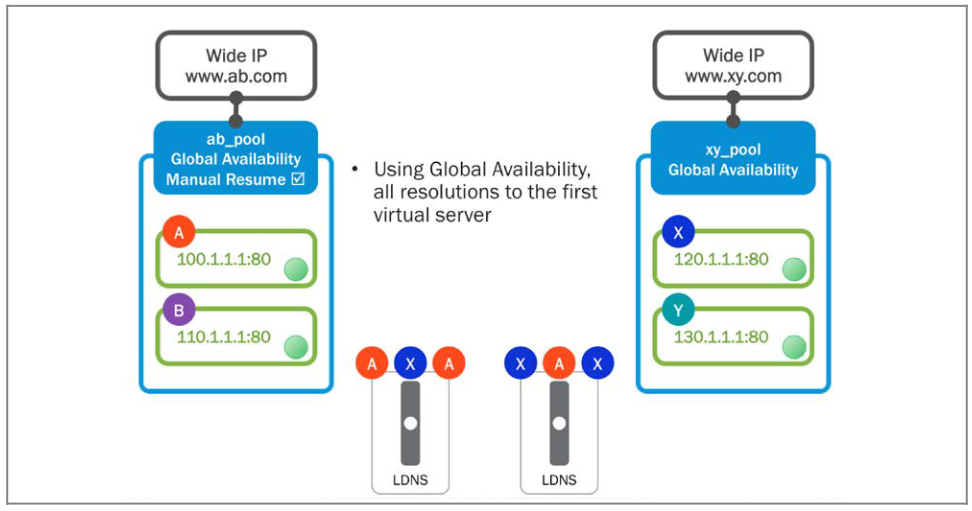 Wide IP
www.ab.com
ab_pool
Global Availability
Manual Resume ☑
A
100.1.1.1:80
B
110.1.1.1:80
• Using Global Availability,
all resolutions to the first
virtual server
A X A
LDNS
X A X
LDNS
Wide IP
www.xy.com
xy_pool
Global Availability
X
120.1.1.1:80
Y
130.1.1.1:80